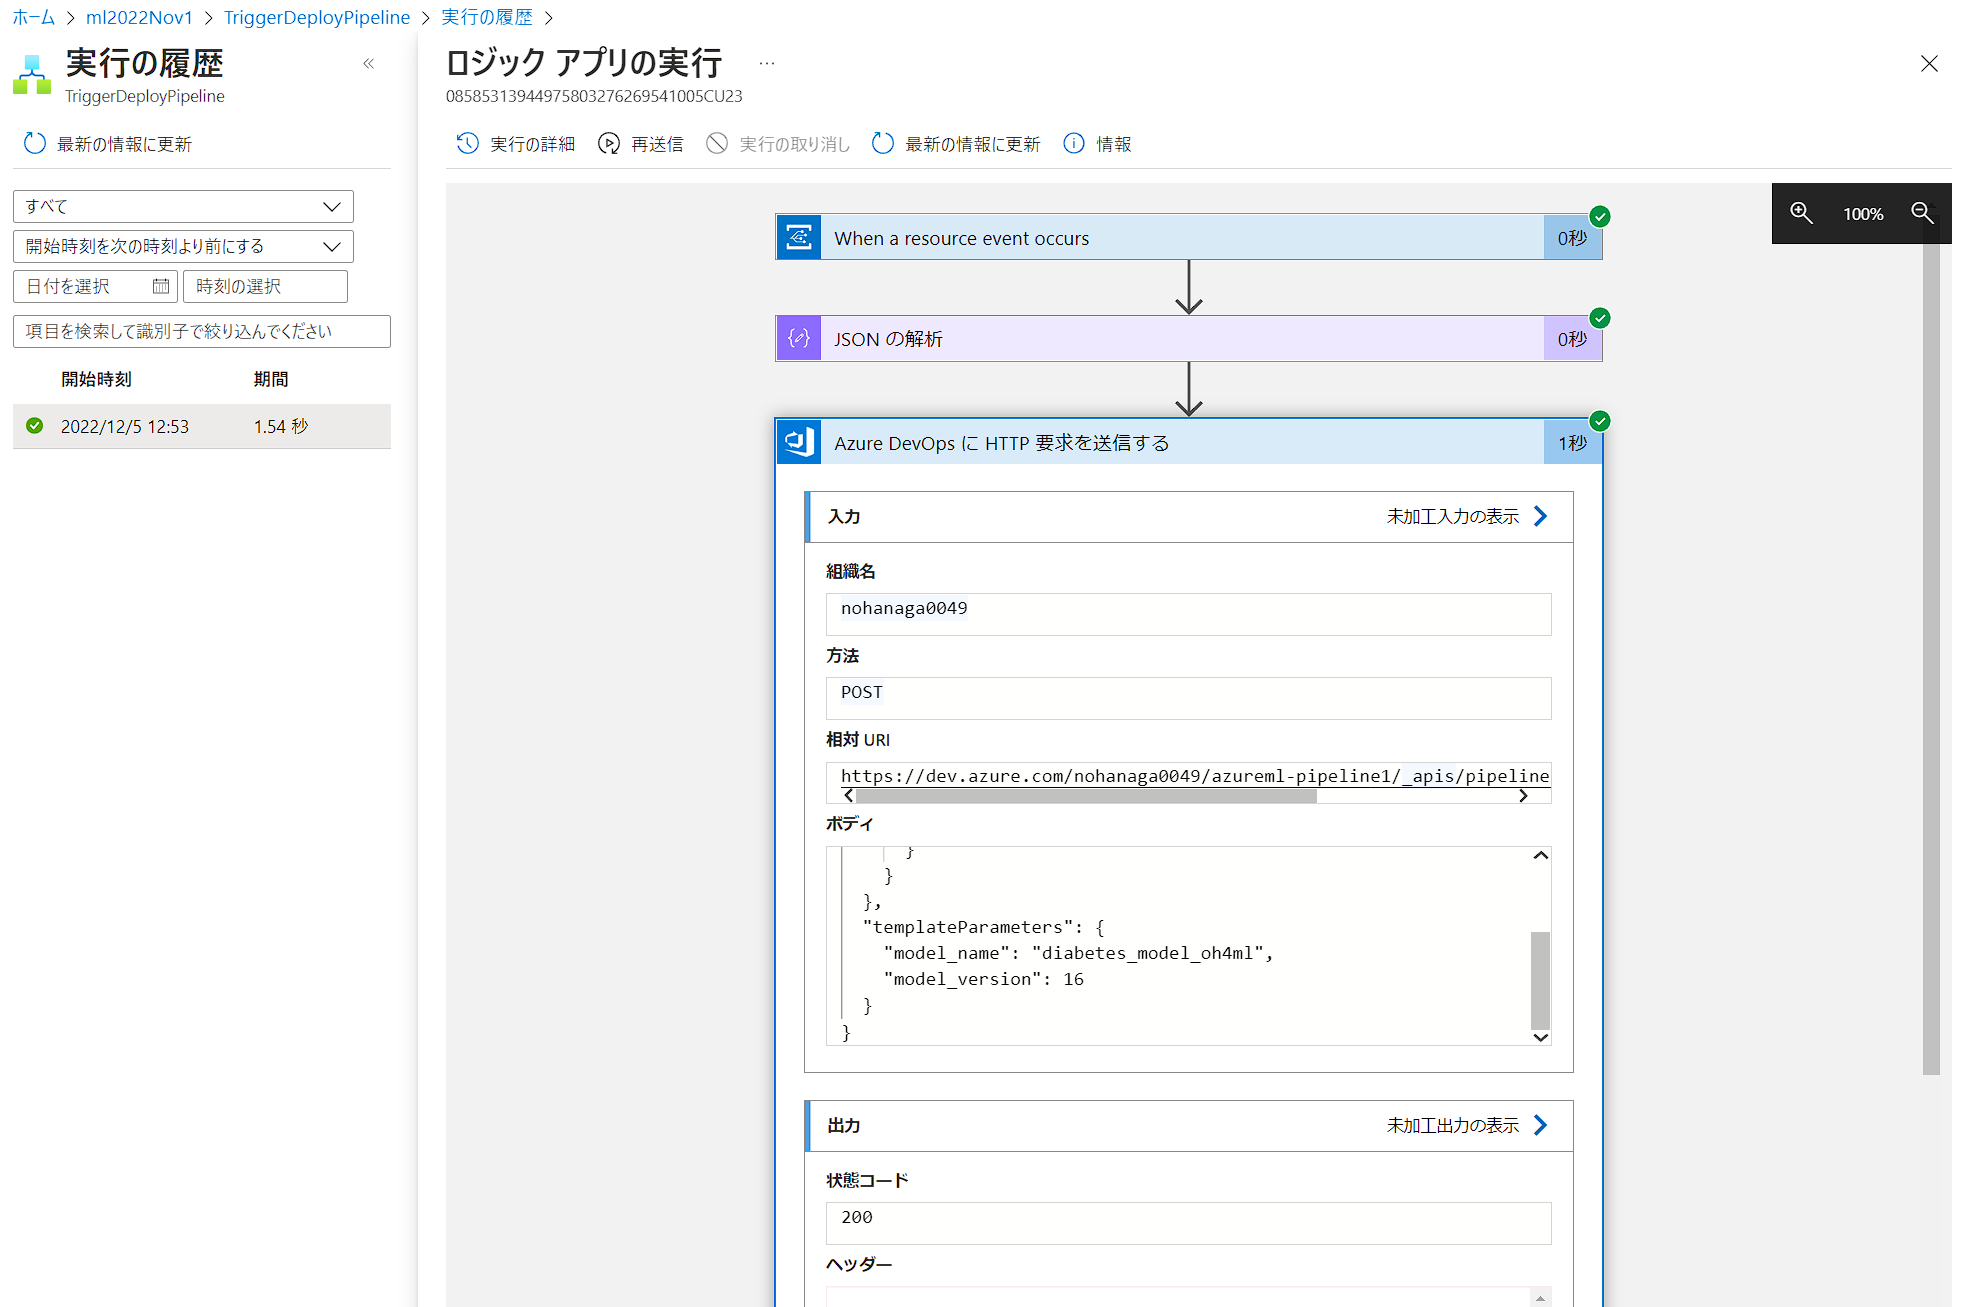 ホーム > ml2022Nov1 > TriggerDeployPipeline > 実行の履歴 >
実行の履歴
TriggerDeployPipeline
«
最新の情報に更新
すべて
開始時刻を次の時刻より前にする
日付を選択
時刻の選択
項目を検索して識別子で絞り込んでください
開始時刻 期間
2022/12/5 12:53 1.54 秒
ロジック アプリの実行 ...
08585313944975803276269541005CU23
実行の詳細 再送信 実行の取り消し 最新の情報に更新 情報
100%
When a resource event occurs 0秒
JSON の解析 0秒
Azure DevOps に HTTP 要求を送信する 1秒
入力 未加工入力の表示
組織名
nohanaga0049
方法
POST
相対 URI
https://dev.azure.com/nohanaga0049/azureml-pipeline1/_apis/pipeline
ボディ
}
}
},
"templateParameters": {
"model_name": "diabetes_model_oh4ml",
"model_version": 16
}
}
出力 未加工出力の表示
状態コード
200
ヘッダー